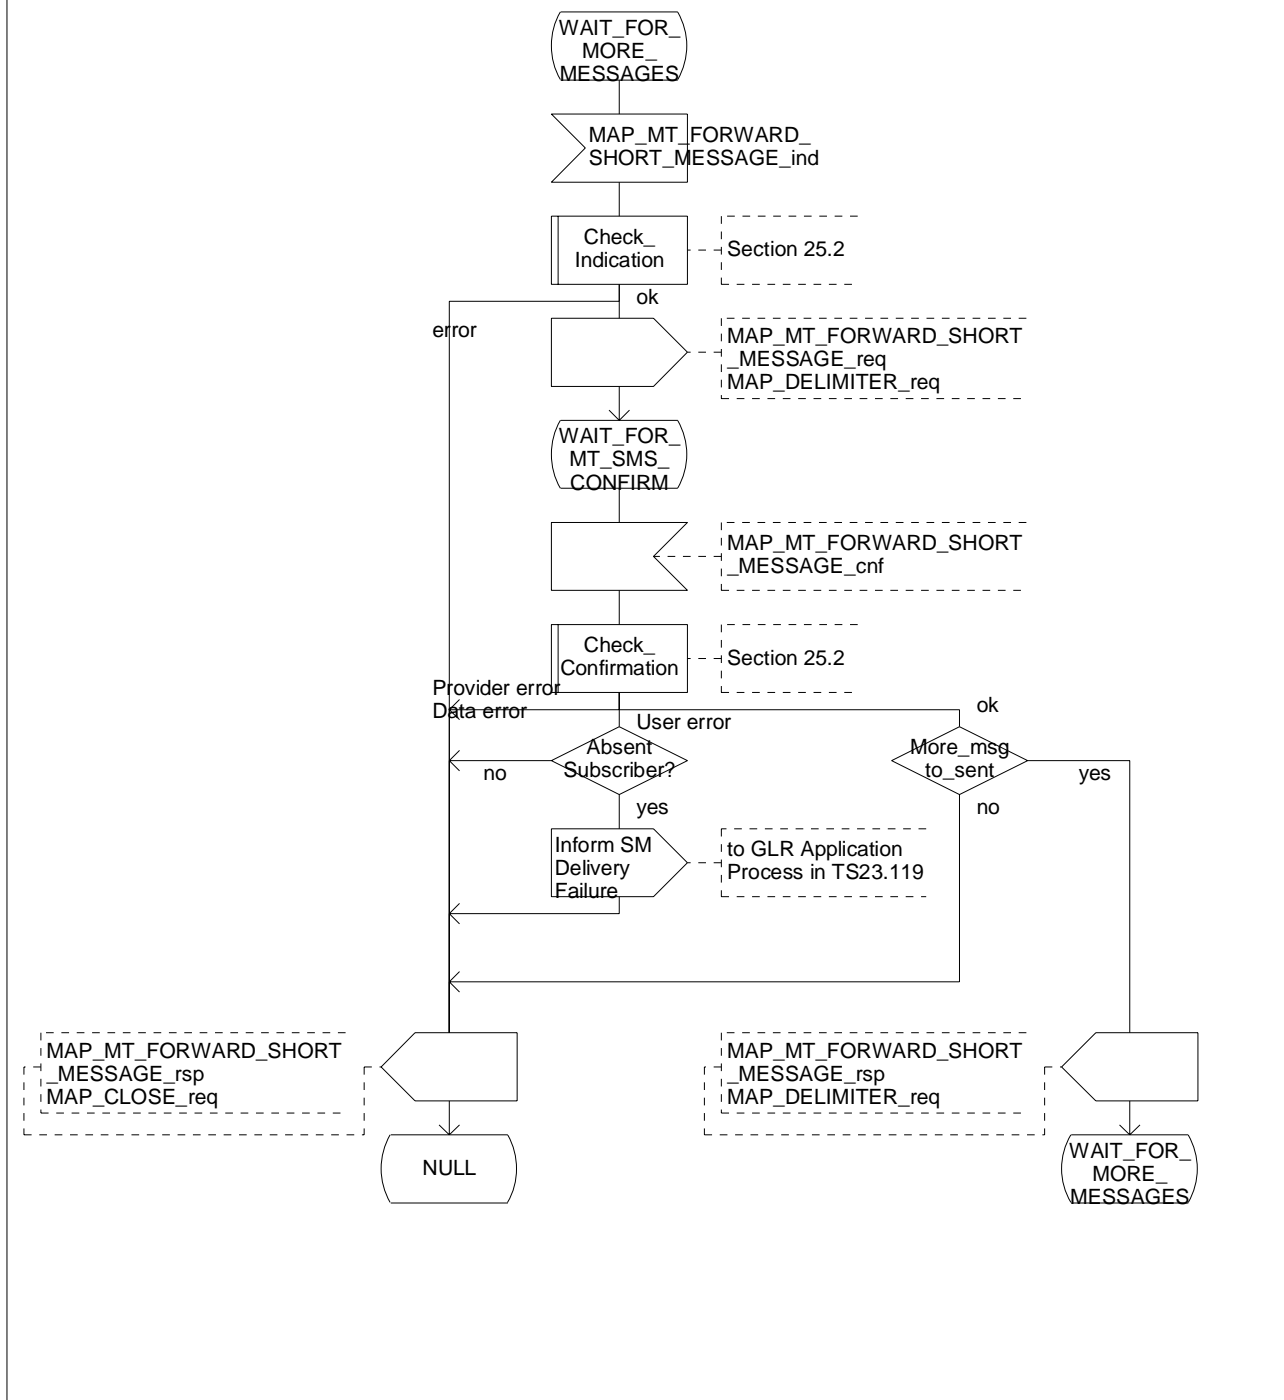 WAIT_FOR_
MORE_
MESSAGES
MAP_MT_FORWARD_
SHORT_MESSAGE_ind
Check_
Indication
Section 25.2
ok
error
MAP_MT_FORWARD_SHORT
_MESSAGE_req
MAP_DELIMITER_req
WAIT_FOR_
MT_SMS_
CONFIRM
MAP_MT_FORWARD_SHORT
_MESSAGE_cnf
Check_
Confirmation
Section 25.2
Provider error
Data error
User error
ok
Absent
Subscriber?
More_msg
to_sent
no
yes
yes
no
Inform SM
Delivery
Failure
to GLR Application
Process in TS23.119
MAP_MT_FORWARD_SHORT
_MESSAGE_rsp
MAP_CLOSE_req
MAP_MT_FORWARD_SHORT
_MESSAGE_rsp
MAP_DELIMITER_req
NULL
WAIT_FOR_
MORE_
MESSAGES